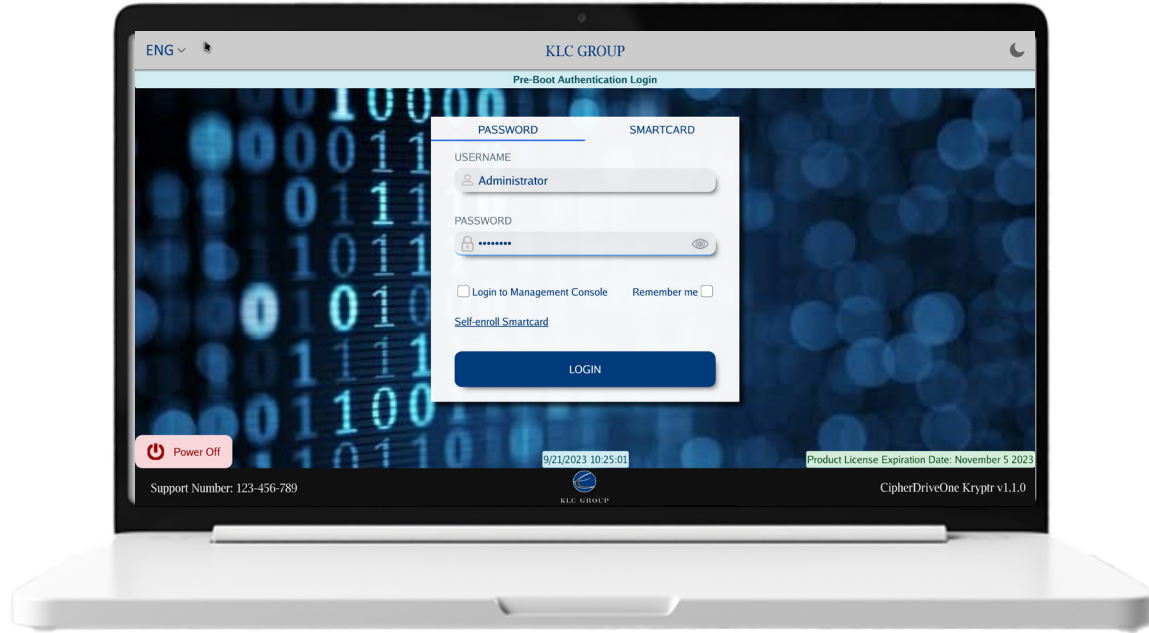 ENG
KLC GROUP
Pre-Boot Authentication Login
PASSWORD SMARTCARD
USERNAME
Administrator
PASSWORD
••••••••
Login to Management Console Remember me
Self-enroll Smartcard
LOGIN
Power Off
9/21/2023 10:25:01
Product License Expiration Date: November 5 2023
Support Number: 123-456-789
KLC GROUP
CipherDriveOne Kryptr v1.1.0